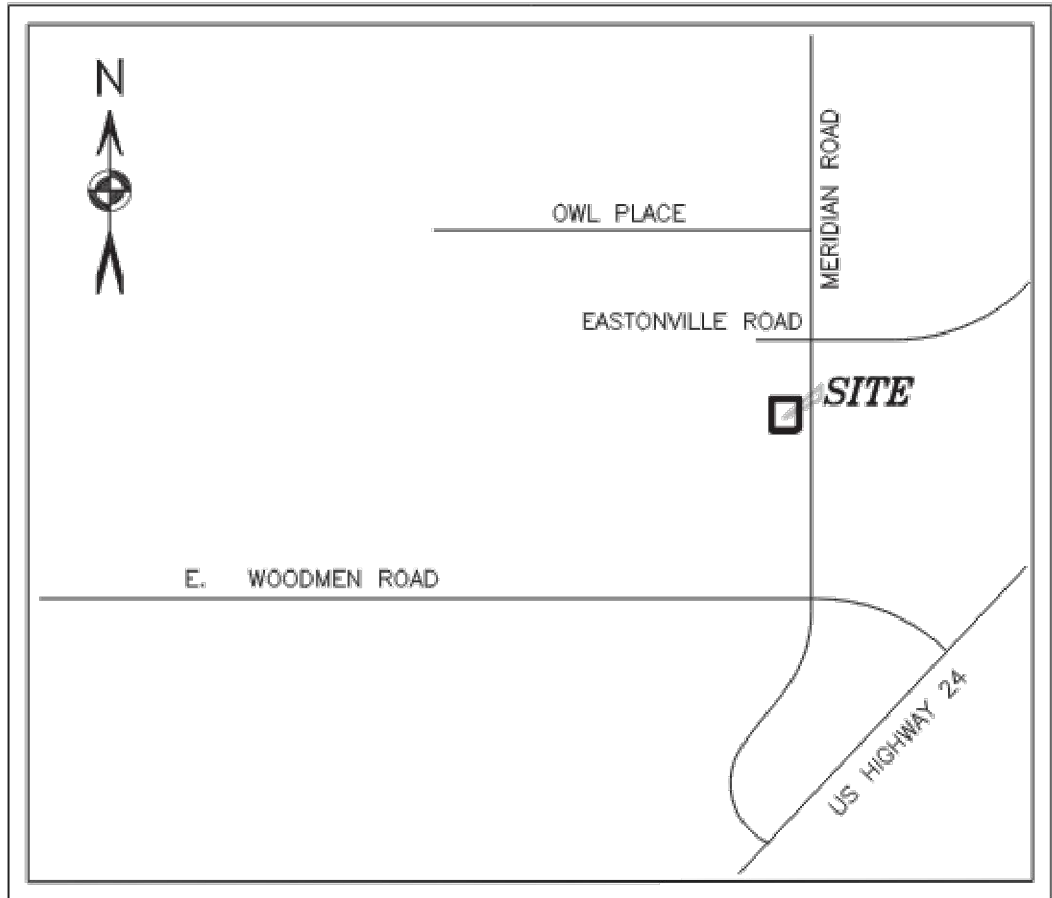 N
OWL PLACE
MERIDIAN ROAD
EASTONVILLE ROAD
SITE
E. WOODMEN ROAD
US HIGHWAY 24